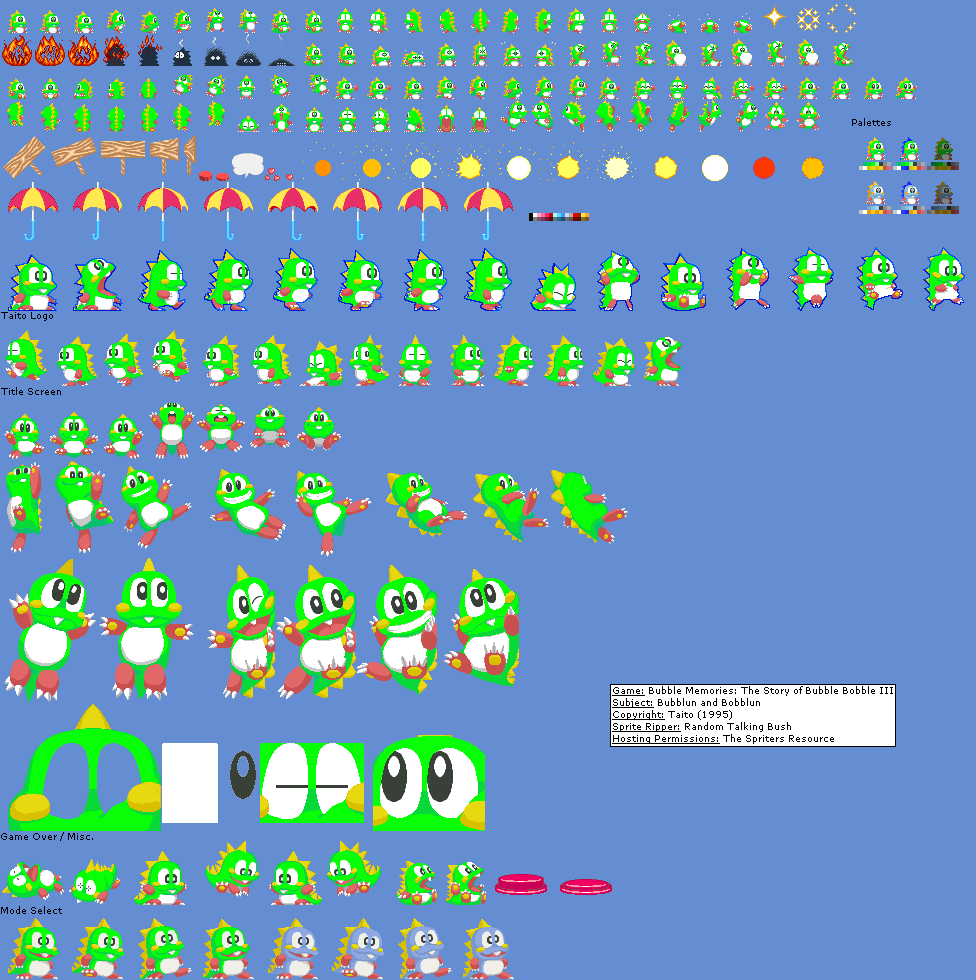 Palettes
Taito Logo
Title Screen
Game: Bubble Memories: The Story of Bubble Bobble III
Subject: Bubblun and Bobblun
Copyright: Taito (1995)
Sprite Ripper: Random Talking Bush
Hosting Permissions: The Spriters Resource
Game Over / Misc.
Mode Select